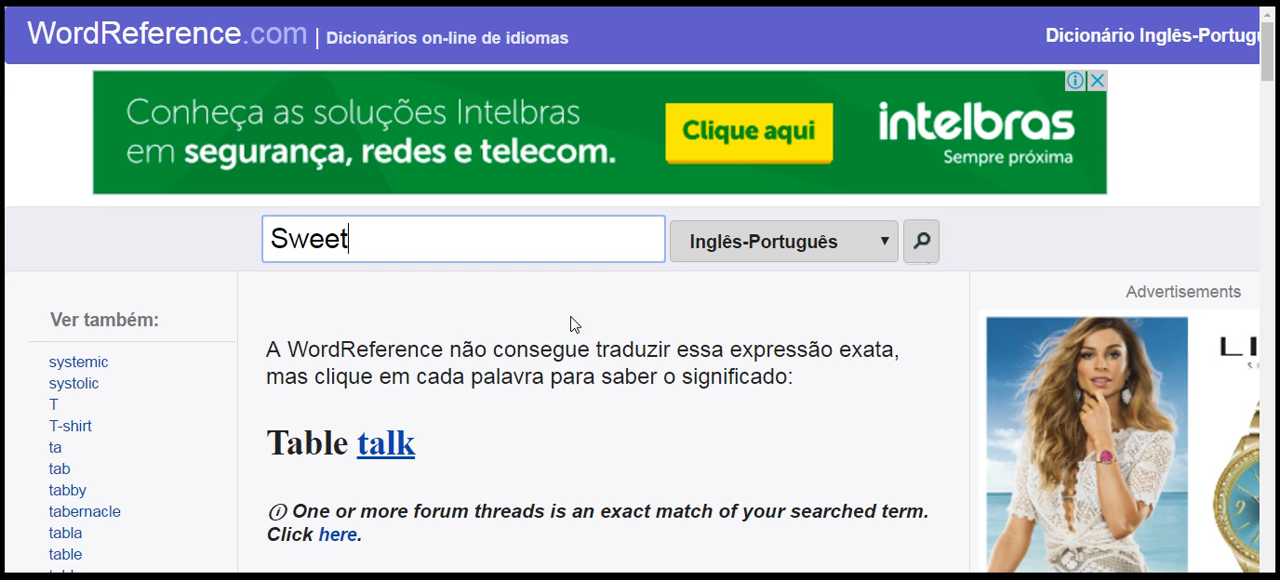 WordReference.com | Dicionários on-line de idiomas
Dicionário Inglês-Portugu
Conheça as soluções Intelbras
em segurança, redes e telecom.
Clique aqui
intelbras
Sempre próxima
Sweet
Inglês-Português
Ver também:
systemic
systolic
T
T-shirt
ta
tab
tabby
tabernacle
tabla
table
A WordReference não consegue traduzir essa expressão exata,
mas clique em cada palavra para saber o significado:
Table talk
One or more forum threads is an exact match of your searched term.
Click here.
Advertisements